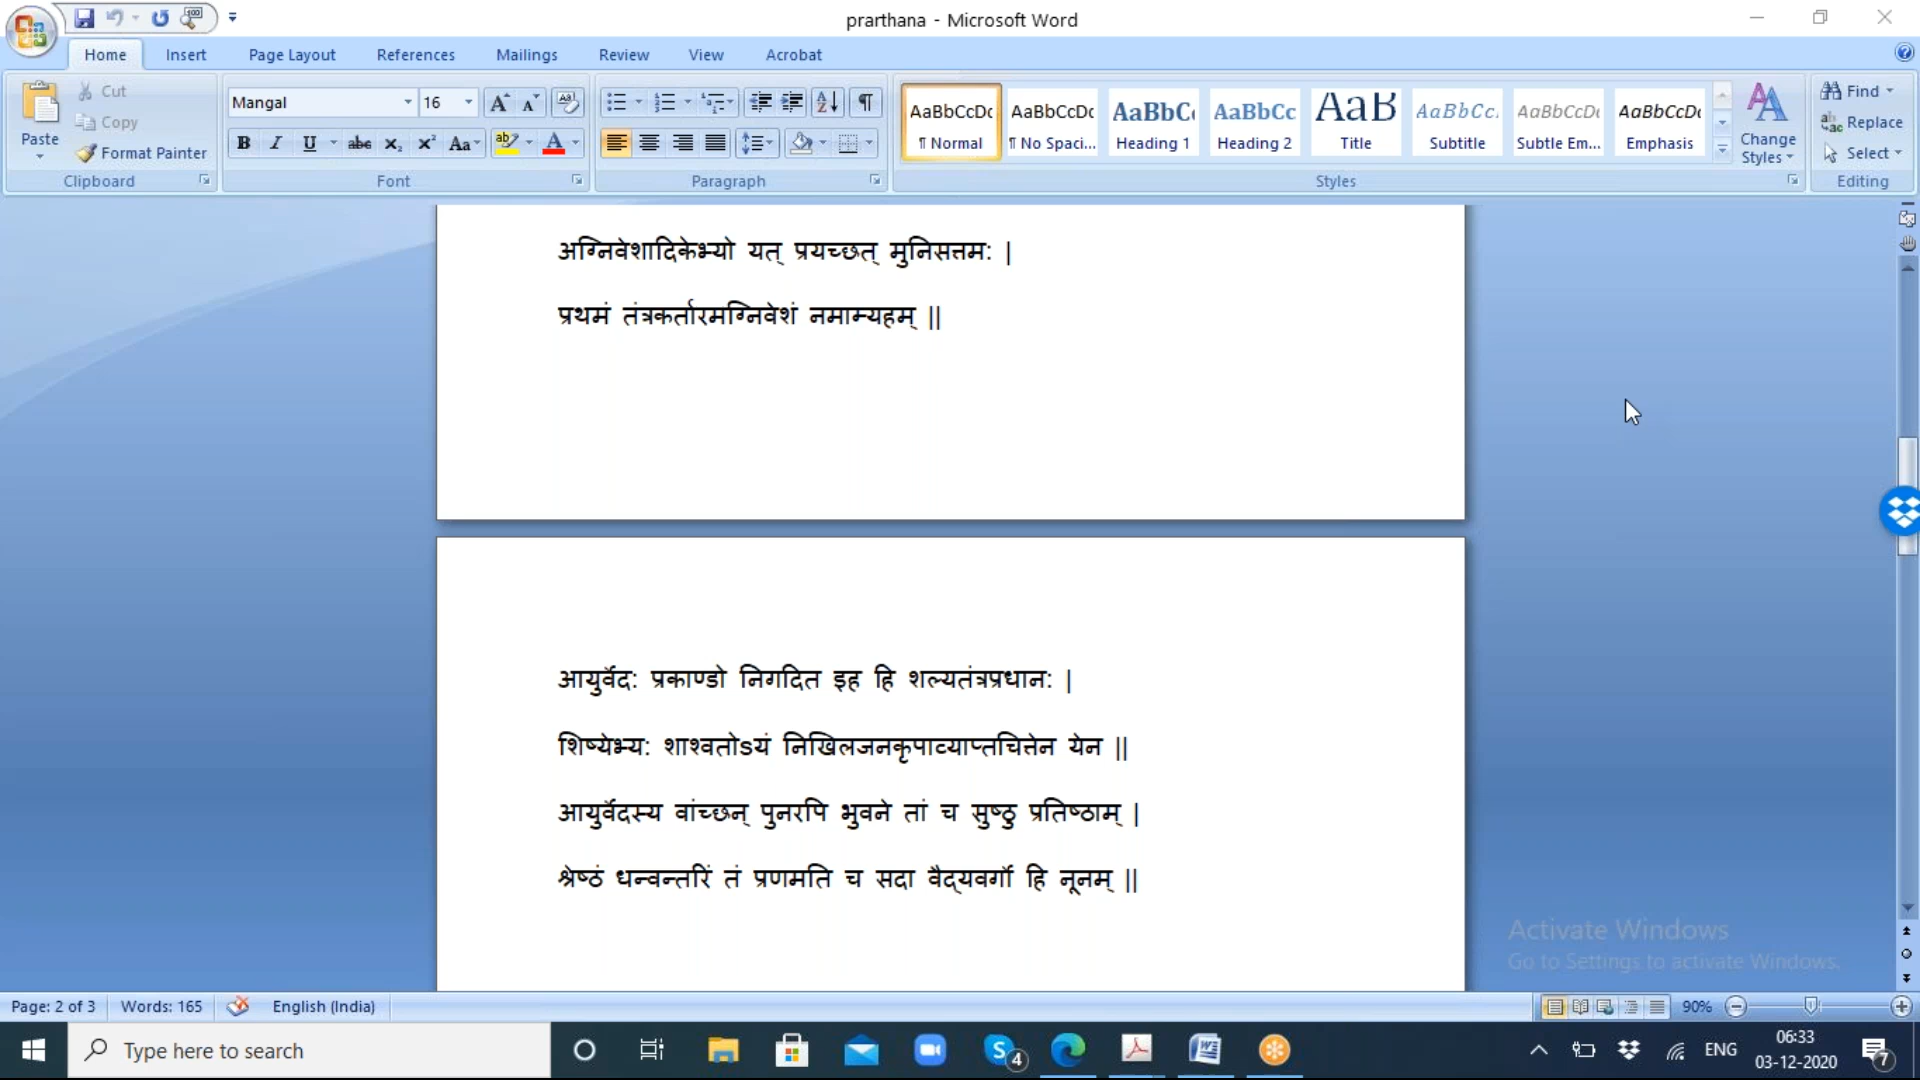 prarthana - Microsoft Word
Home Insert Page Layout References Mailings Review View Acrobat
Paste Cut Copy Format Painter Clipboard
Mangal 16 Font
Paragraph
AaBbCcDc AaBbCcDc AaBbC AaBbCc AaB AaBbCc. AaBbCcDc AaBbCcDc
¶ Normal ¶ No Spaci... Heading 1 Heading 2 Title Subtitle Subtle Em... Emphasis
Change Styles Styles
Find Replace Select Editing
अग्निवेशादिकेभ्यो यत् प्रयच्छत् मुनिसत्तम: |
प्रथमं तंत्रकर्तारमग्निवेशं नमाम्यहम् ||
आयुर्वेद: प्रकाण्डो निगदित इह हि शल्यतंत्रप्रधान: |
शिष्येभ्य: शाश्वतोsयं निखिलजनकृपाव्याप्तचित्तेन येन ||
आयुर्वेदस्य वांच्छन् पुनरपि भुवने तां च सुष्ठु प्रतिष्ठाम् |
श्रेष्ठं धन्वन्तरिं तं प्रणमति च सदा वैद्यवर्गो हि नूनम् ||
Activate Windows
Go to Settings to activate Windows.
Page: 2 of 3 Words: 165 English (India) 90%
Type here to search 4 ENG 06:33 03-12-2020 7